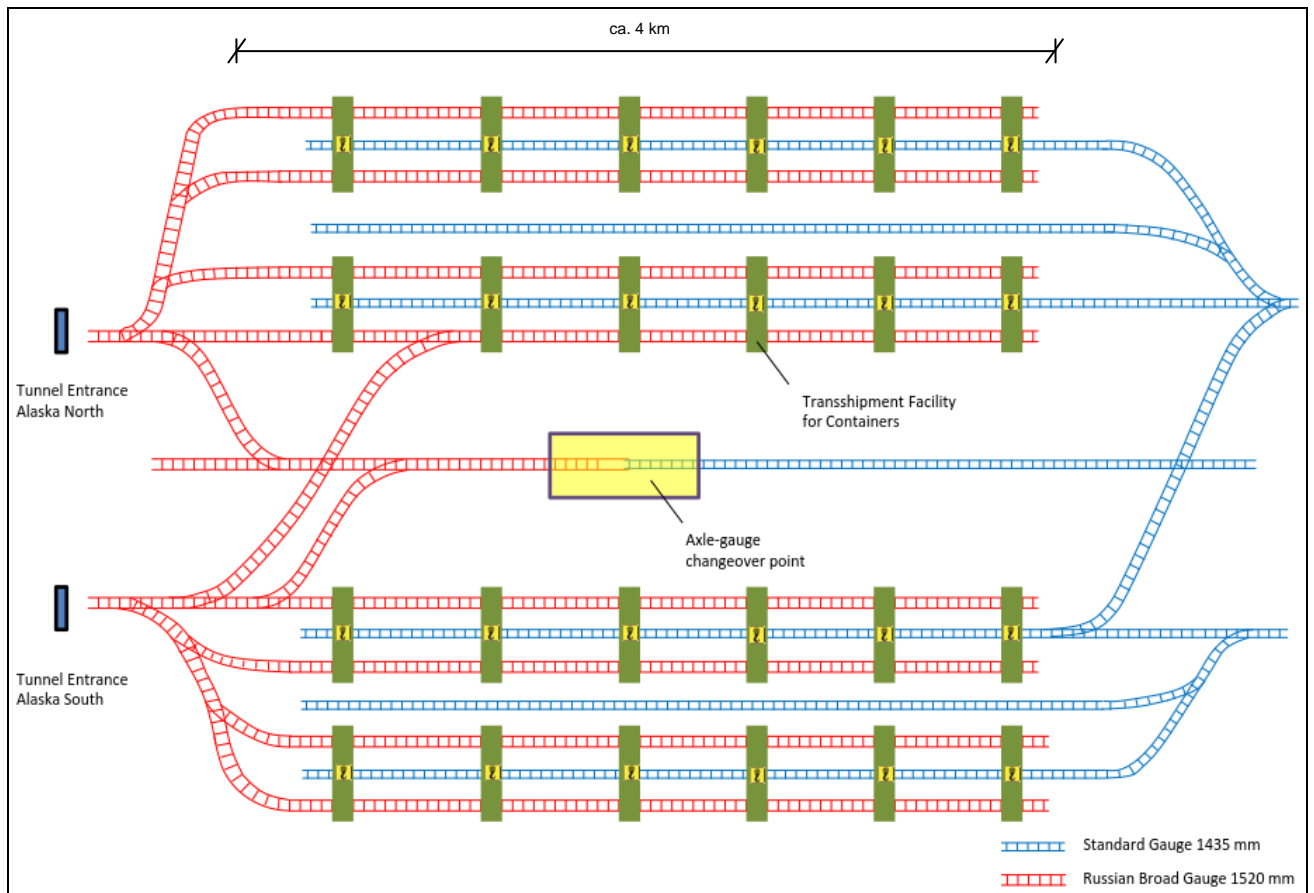 ca. 4 km
Tunnel Entrance
Alaska North
Transshipment Facility
for Containers
Axle-gauge
changeover point
Tunnel Entrance
Alaska South
Standard Gauge 1435 mm
Russian Broad Gauge 1520 mm